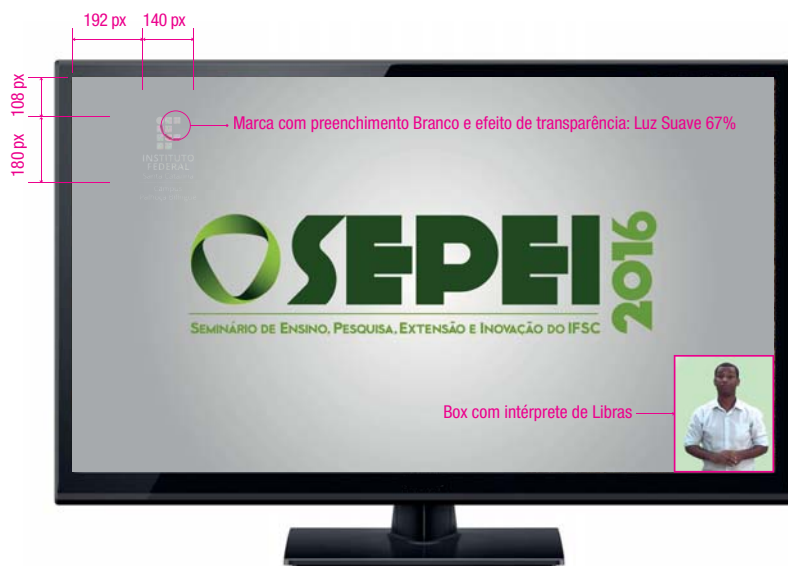 192 px
140 px
108 px
180 px
Marca com preenchimento Branco e efeito de transparência: Luz Suave 67%
INSTITUTO
FEDERAL
SEPEI
2016
SEMINÁRIO DE ENSINO, PESQUISA, EXTENSÃO E INOVAÇÃO DO IFSC
Box com intérprete de Libras